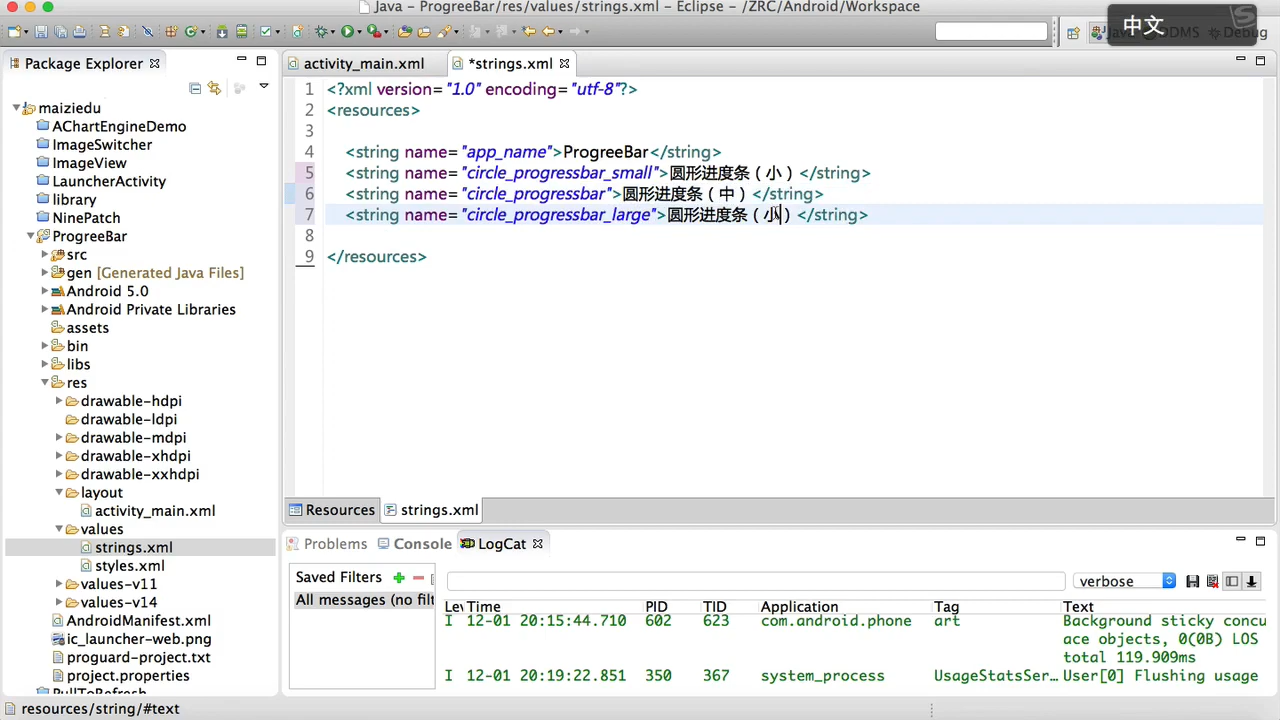 Java – ProgreeBar/res/values/strings.xml – Eclipse – /ZRC/Android/Workspace
中文
Debug
Package Explorer
activity_main.xml
*strings.xml
maiziedu
AChartEngineDemo
ImageSwitcher
ImageView
LauncherActivity
library
NinePatch
ProgreeBar
src
gen [Generated Java Files]
Android 5.0
Android Private Libraries
assets
bin
libs
res
drawable-hdpi
drawable-ldpi
drawable-mdpi
drawable-xhdpi
drawable-xxhdpi
layout
activity_main.xml
values
strings.xml
styles.xml
values-v11
values-v14
AndroidManifest.xml
ic_launcher-web.png
proguard-project.txt
project.properties
PullToRefresh
1 <?xml version="1.0" encoding="utf-8"?>
2 <resources>
3
4 <string name="app_name">ProgreeBar</string>
5 <string name="circle_progressbar_small">圆形进度条（小）</string>
6 <string name="circle_progressbar">圆形进度条（中）</string>
7 <string name="circle_progressbar_large">圆形进度条（小）</string>
8
9 </resources>
Resources
strings.xml
Problems
Console
LogCat
Saved Filters
All messages (no filt
verbose
Le Time PID TID Application Tag Text
I 12-01 20:15:44.710 602 623 com.android.phone art Background sticky concu
ace objects, 0(0B) LOS
total 119.909ms
I 12-01 20:19:22.851 350 367 system_process UsageStatsSer… User[0] Flushing usage
resources/string/#text